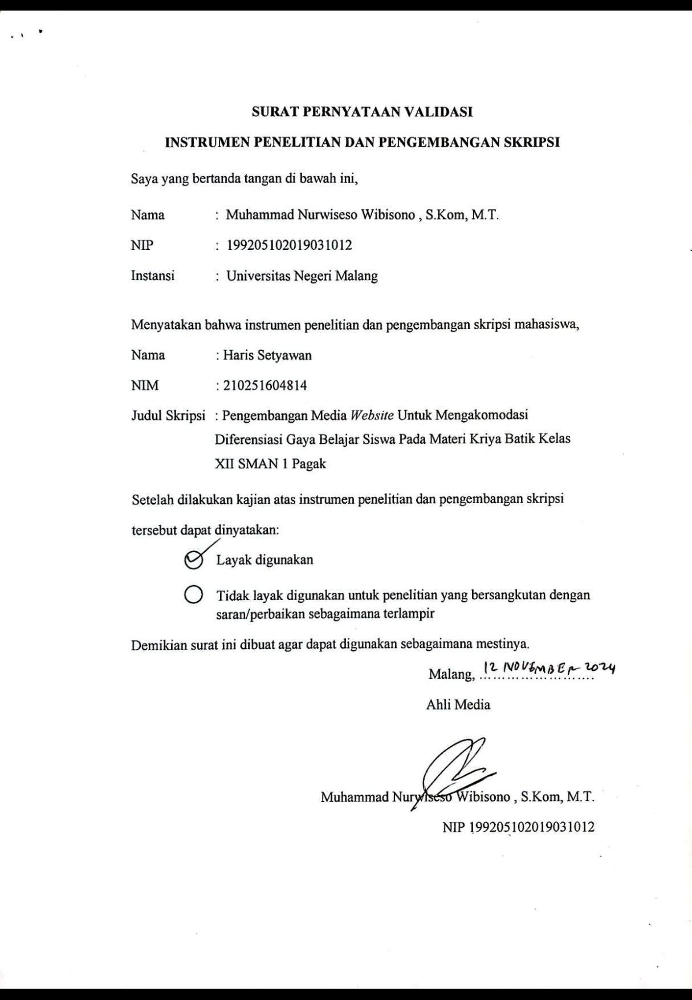 SURAT PERNYATAAN VALIDASI
INSTRUMEN PENELITIAN DAN PENGEMBANGAN SKRIPSI
Saya yang bertanda tangan di bawah ini,
Nama : Muhammad Nurwiseso Wibisono , S.Kom, M.T.
NIP : 199205102019031012
Instansi : Universitas Negeri Malang
Menyatakan bahwa instrumen penelitian dan pengembangan skripsi mahasiswa,
Nama : Haris Setyawan
NIM : 210251604814
Judul Skripsi : Pengembangan Media Website Untuk Mengakomodasi
Diferensiasi Gaya Belajar Siswa Pada Materi Kriya Batik Kelas
XII SMAN 1 Pagak
Setelah dilakukan kajian atas instrumen penelitian dan pengembangan skripsi
tersebut dapat dinyatakan:
Layak digunakan
Tidak layak digunakan untuk penelitian yang bersangkutan dengan
saran/perbaikan sebagaimana terlampir
Demikian surat ini dibuat agar dapat digunakan sebagaimana mestinya.
Malang, 12 NOVEMBER 2024
Ahli Media
Muhammad Nurwiseso Wibisono , S.Kom, M.T.
NIP 199205102019031012